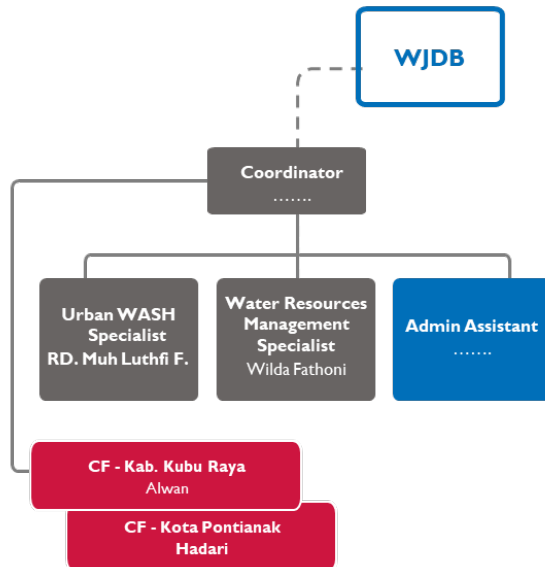 WJDB
Coordinator
.......
Urban WASH
Specialist
RD. Muh Luthfi F.
Water Resources
Management
Specialist
Wilda Fathoni
Admin Assistant
.......
CF - Kab. Kubu Raya
Alwan
CF - Kota Pontianak
Hadari